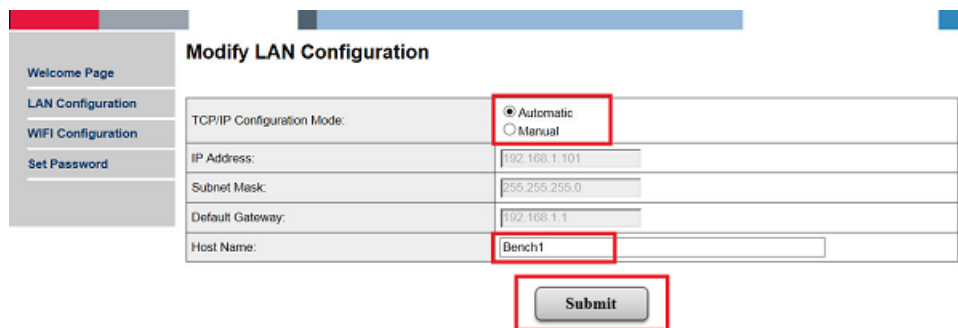 Modify LAN Configuration
Welcome Page
LAN Configuration
WIFI Configuration
Set Password
TCP/IP Configuration Mode:
Automatic
Manual
IP Address:
192.168.1.101
Subnet Mask:
255.255.255.0
Default Gateway:
192.168.1.1
Host Name:
Bench1
Submit